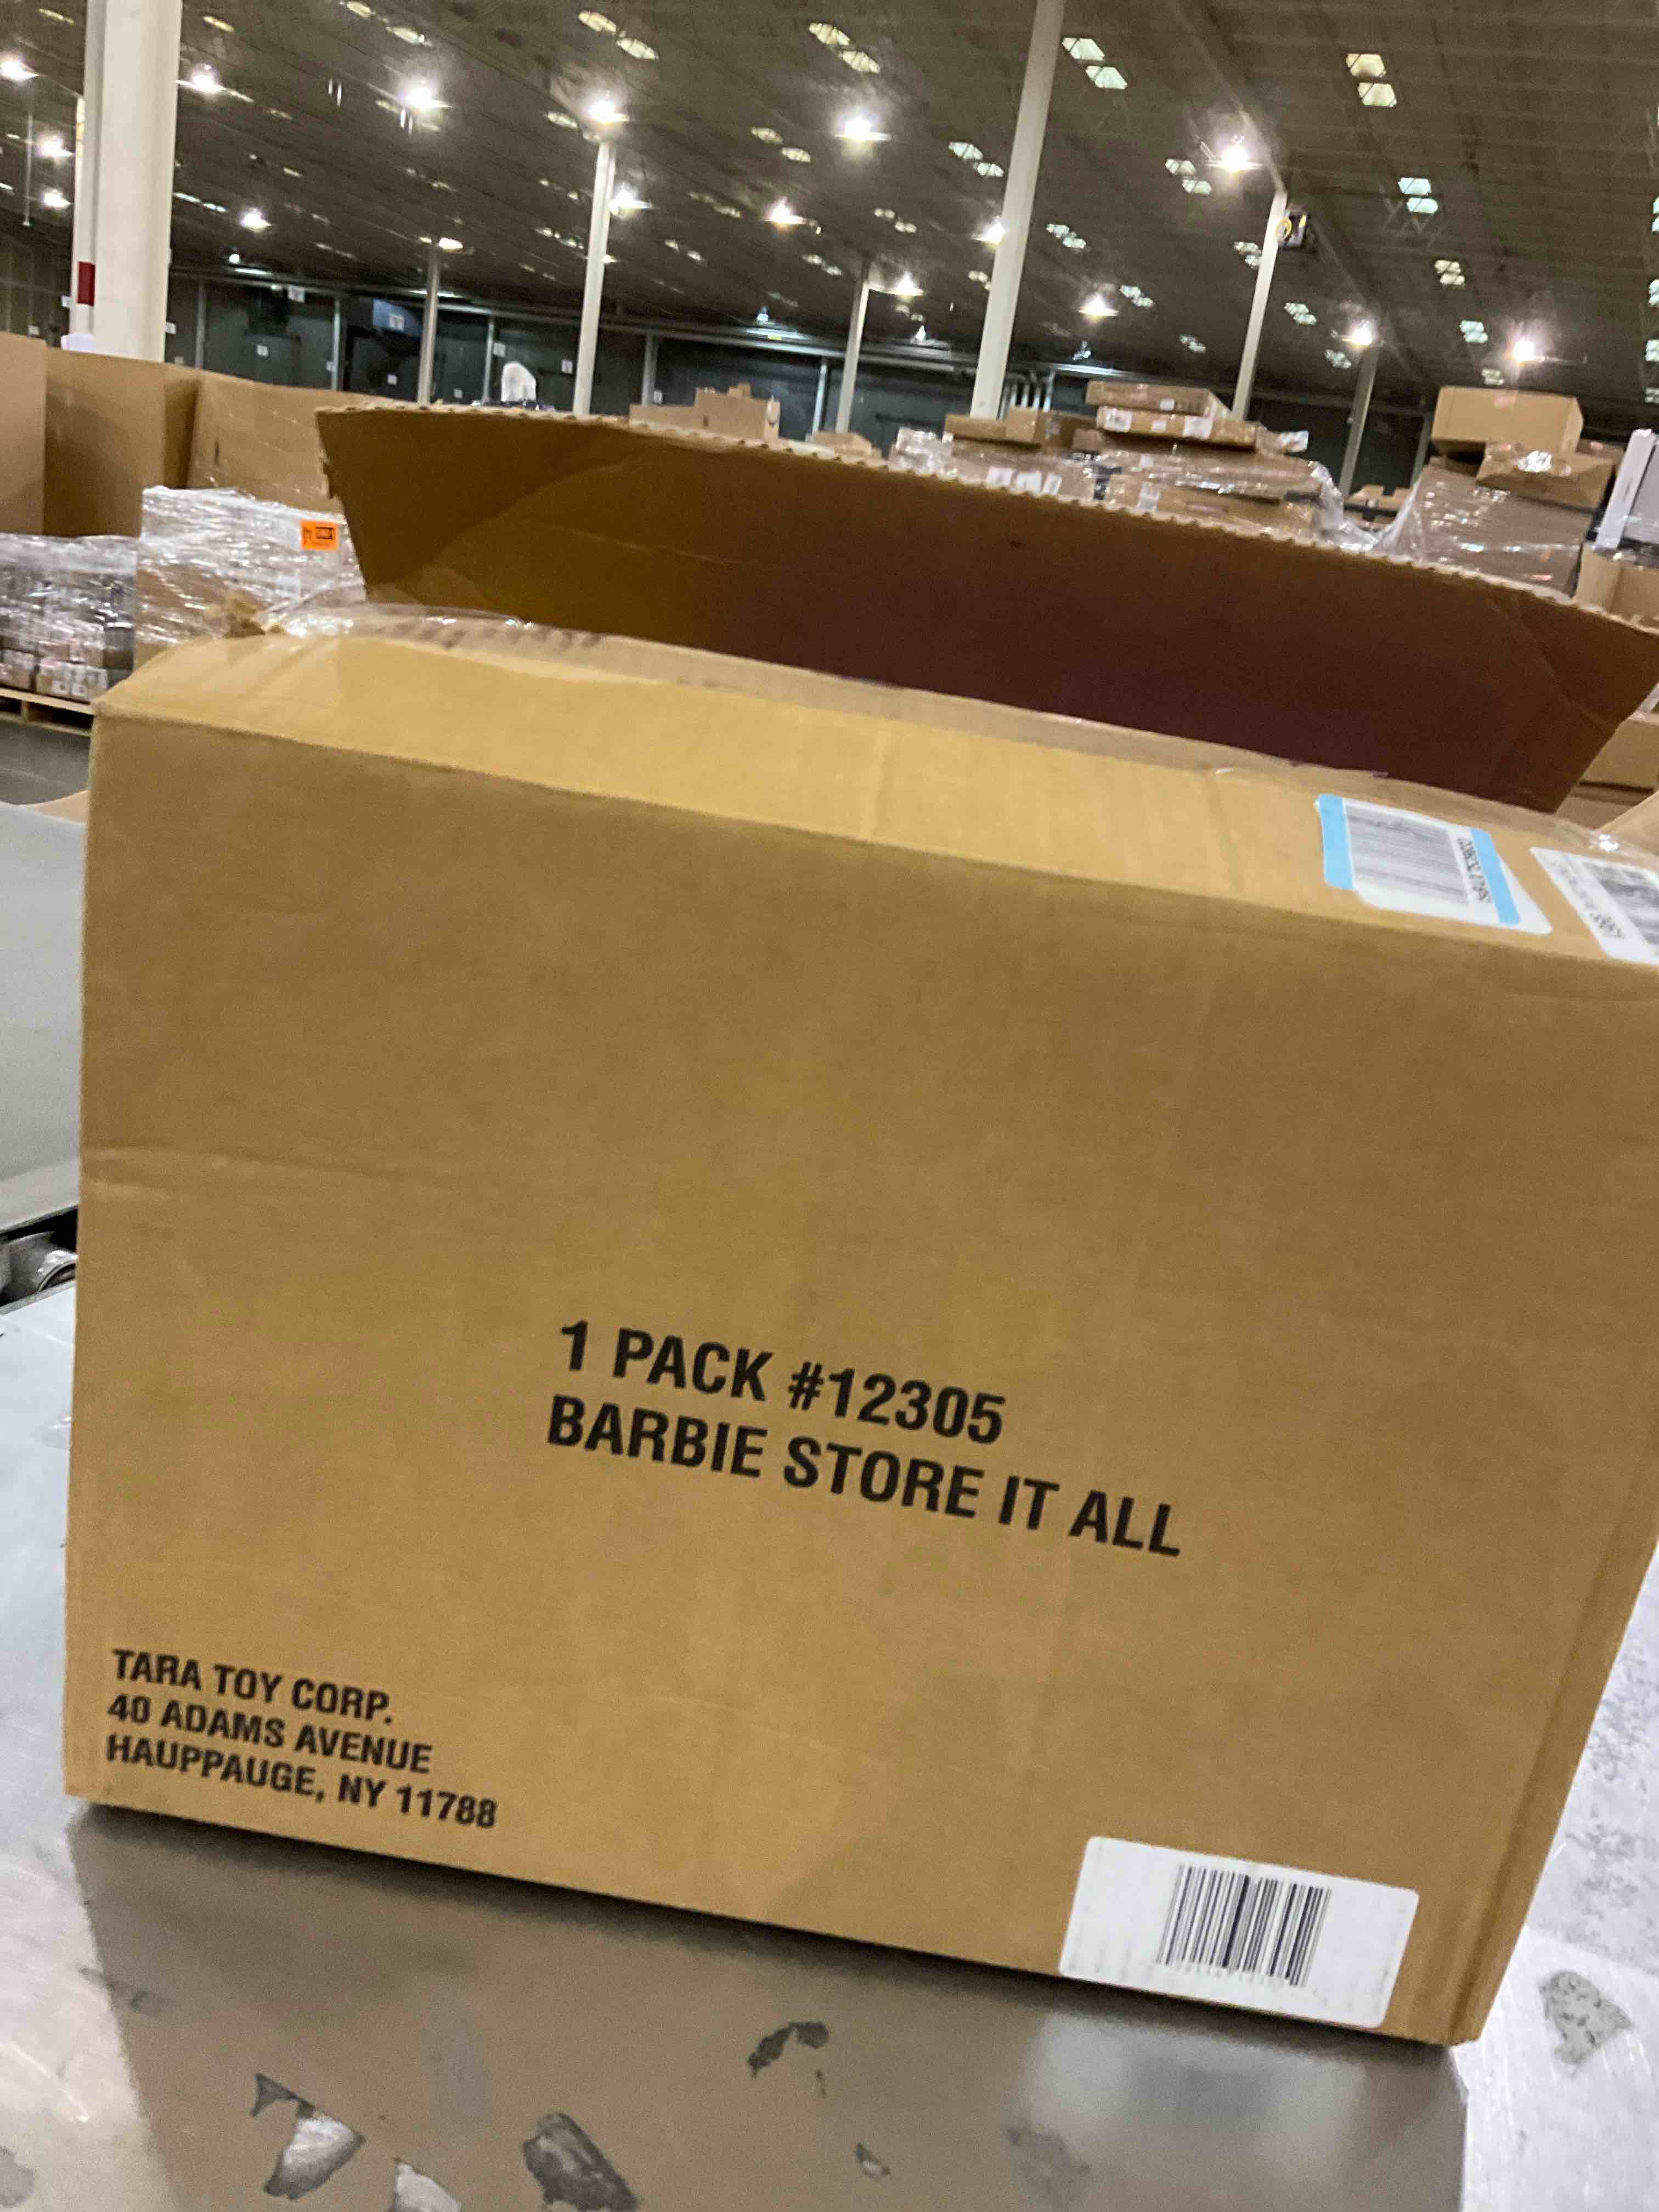 1 PACK #12305
BARBIE STORE IT ALL
TARA TOY CORP.
40 ADAMS AVENUE
HAUPPAUGE, NY 11788